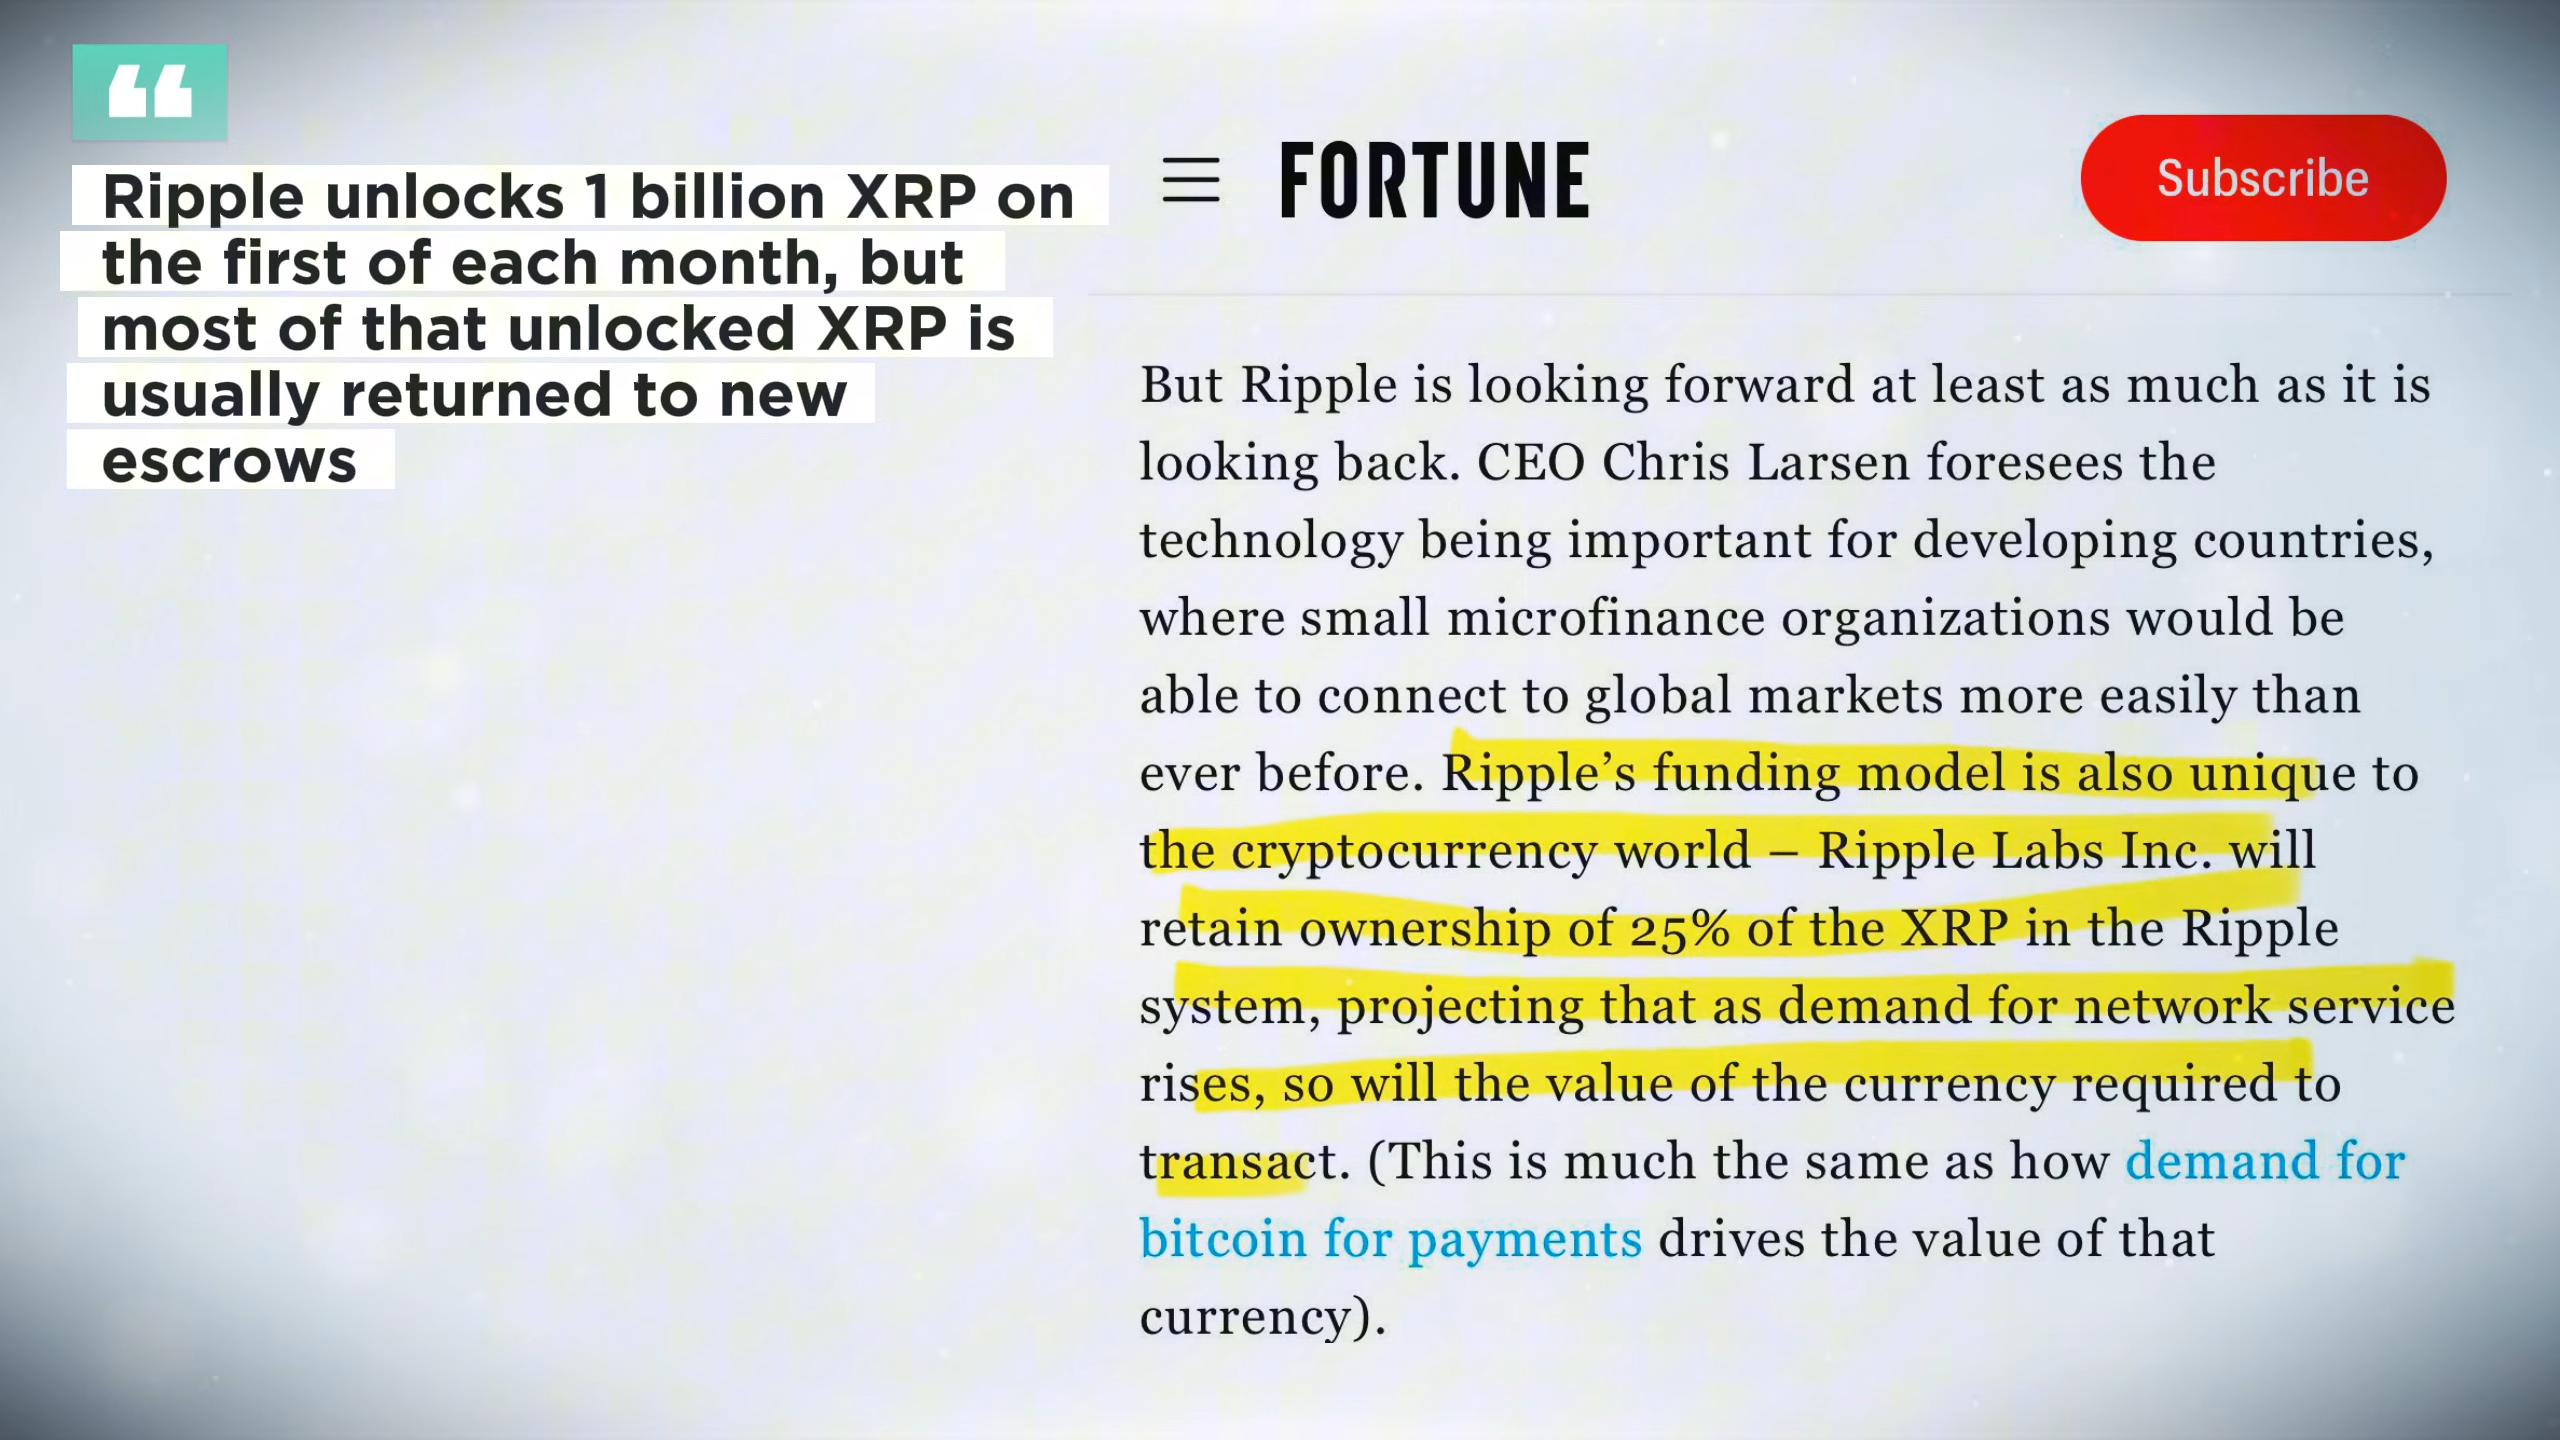 “
Ripple unlocks 1 billion XRP on
the first of each month, but
most of that unlocked XRP is
usually returned to new
escrows
FORTUNE
Subscribe
But Ripple is looking forward at least as much as it is
looking back. CEO Chris Larsen foresees the
technology being important for developing countries,
where small microfinance organizations would be
able to connect to global markets more easily than
ever before. Ripple’s funding model is also unique to
the cryptocurrency world – Ripple Labs Inc. will
retain ownership of 25% of the XRP in the Ripple
system, projecting that as demand for network service
rises, so will the value of the currency required to
transact. (This is much the same as how demand for
bitcoin for payments drives the value of that
currency).